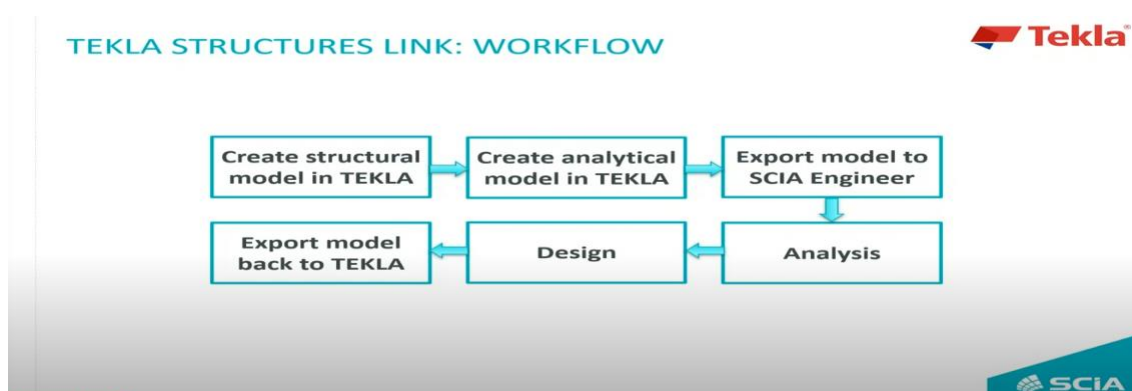 TEKLA STRUCTURES LINK: WORKFLOW
Tekla®
Create structural
model in TEKLA
Create analytical
model in TEKLA
Export model to
SCIA Engineer
Export model
back to TEKLA
Design
Analysis
SCiA